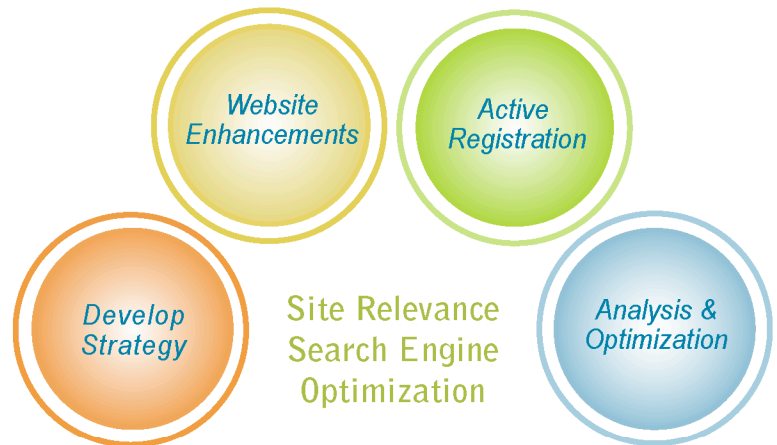 Website
Enhancements
Active
Registration
Develop
Strategy
Site Relevance
Search Engine
Optimization
Analysis &
Optimization